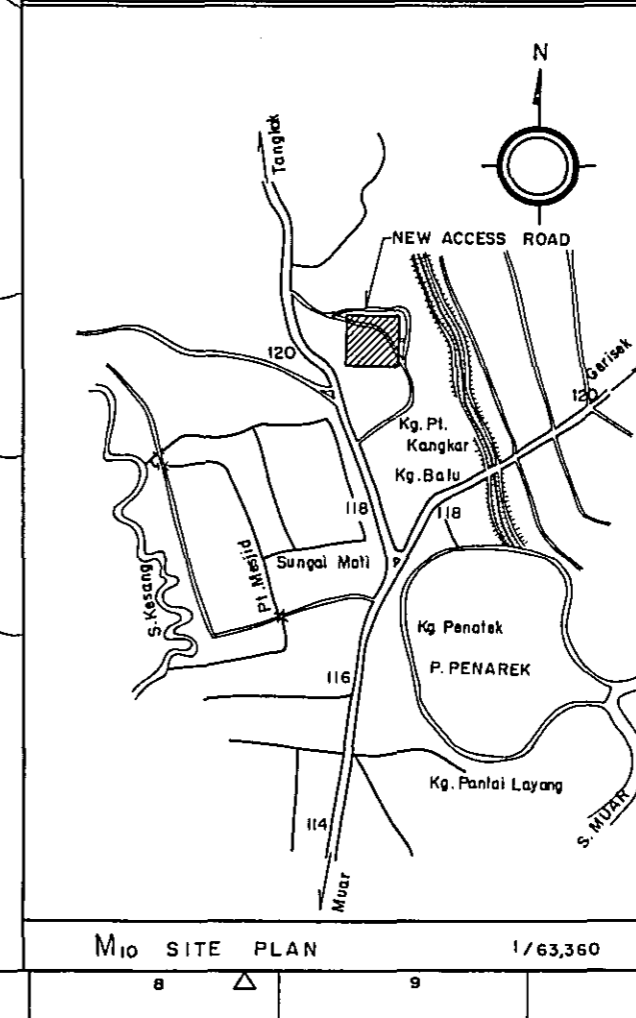 N
Tangkak
NEW ACCESS ROAD
120
Gerisek
120
Kg. Pt.
Kangkar
Kg. Balu
118
118
Sungai Mati
Pt. Mesjid
S. Kesang
Kg. Penatek
116
P. PENAREK
Kg. Pantai Layang
114
S. MUAR
Muar
M10 SITE PLAN 1/63,360
8
9